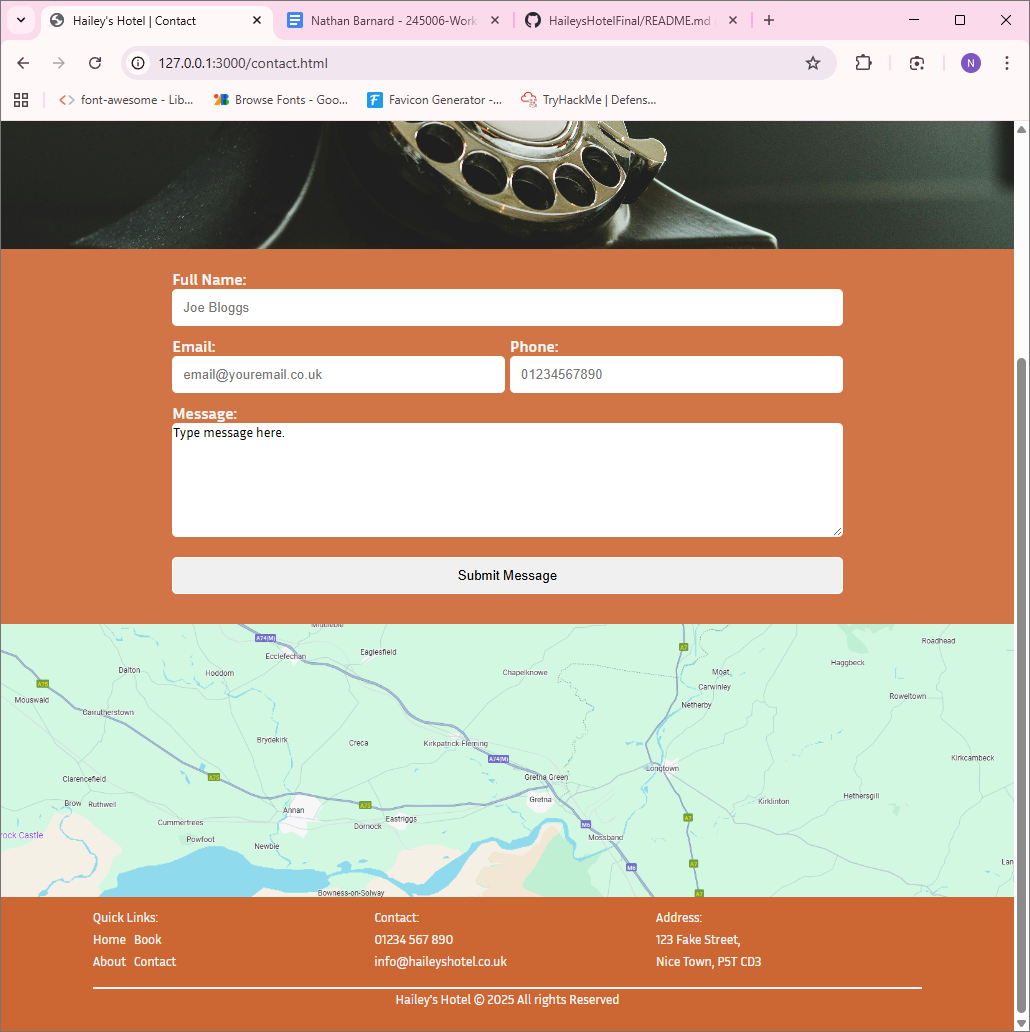 Hailey's Hotel | Contact
Nathan Barnard - 245006-Work
HaileysHotelFinal/README.md
127.0.0.1:3000/contact.html
N
font-awesome - Lib...
Browse Fonts - Goo...
Favicon Generator -...
TryHackMe | Defens...
Full Name:
Joe Bloggs
Email: Phone:
email@youremail.co.uk 01234567890
Message:
Type message here.
Submit Message
Middlebie
A74(M)
Ecclefechan
Eaglesfield
A7
Roadhead
Haggbeck
Dalton
Hoddom
Chapelknowe
Moat
Carwinley
A75
Mouswald
Roweltown
Netherby
Carrutherstown
Brydekirk
Creca
Kirkpatrick-Fleming
A74(M)
Kirkcambeck
Longtown
Clarencefield
A75
Gretna Green
Brow
Ruthwell
Annan
A75
Gretna
Kirklinton
Hethersgill
Cummertrees
Dornock
Eastriggs
M6
A7
rock Castle
Powfoot
Newbie
Mossband
M6
A7
Lan
Bowness-on-Solway
A7
Quick Links: Contact: Address:
Home Book 01234 567 890 123 Fake Street,
About Contact info@haileyshotel.co.uk Nice Town, P5T CD3
Hailey's Hotel © 2025 All rights Reserved